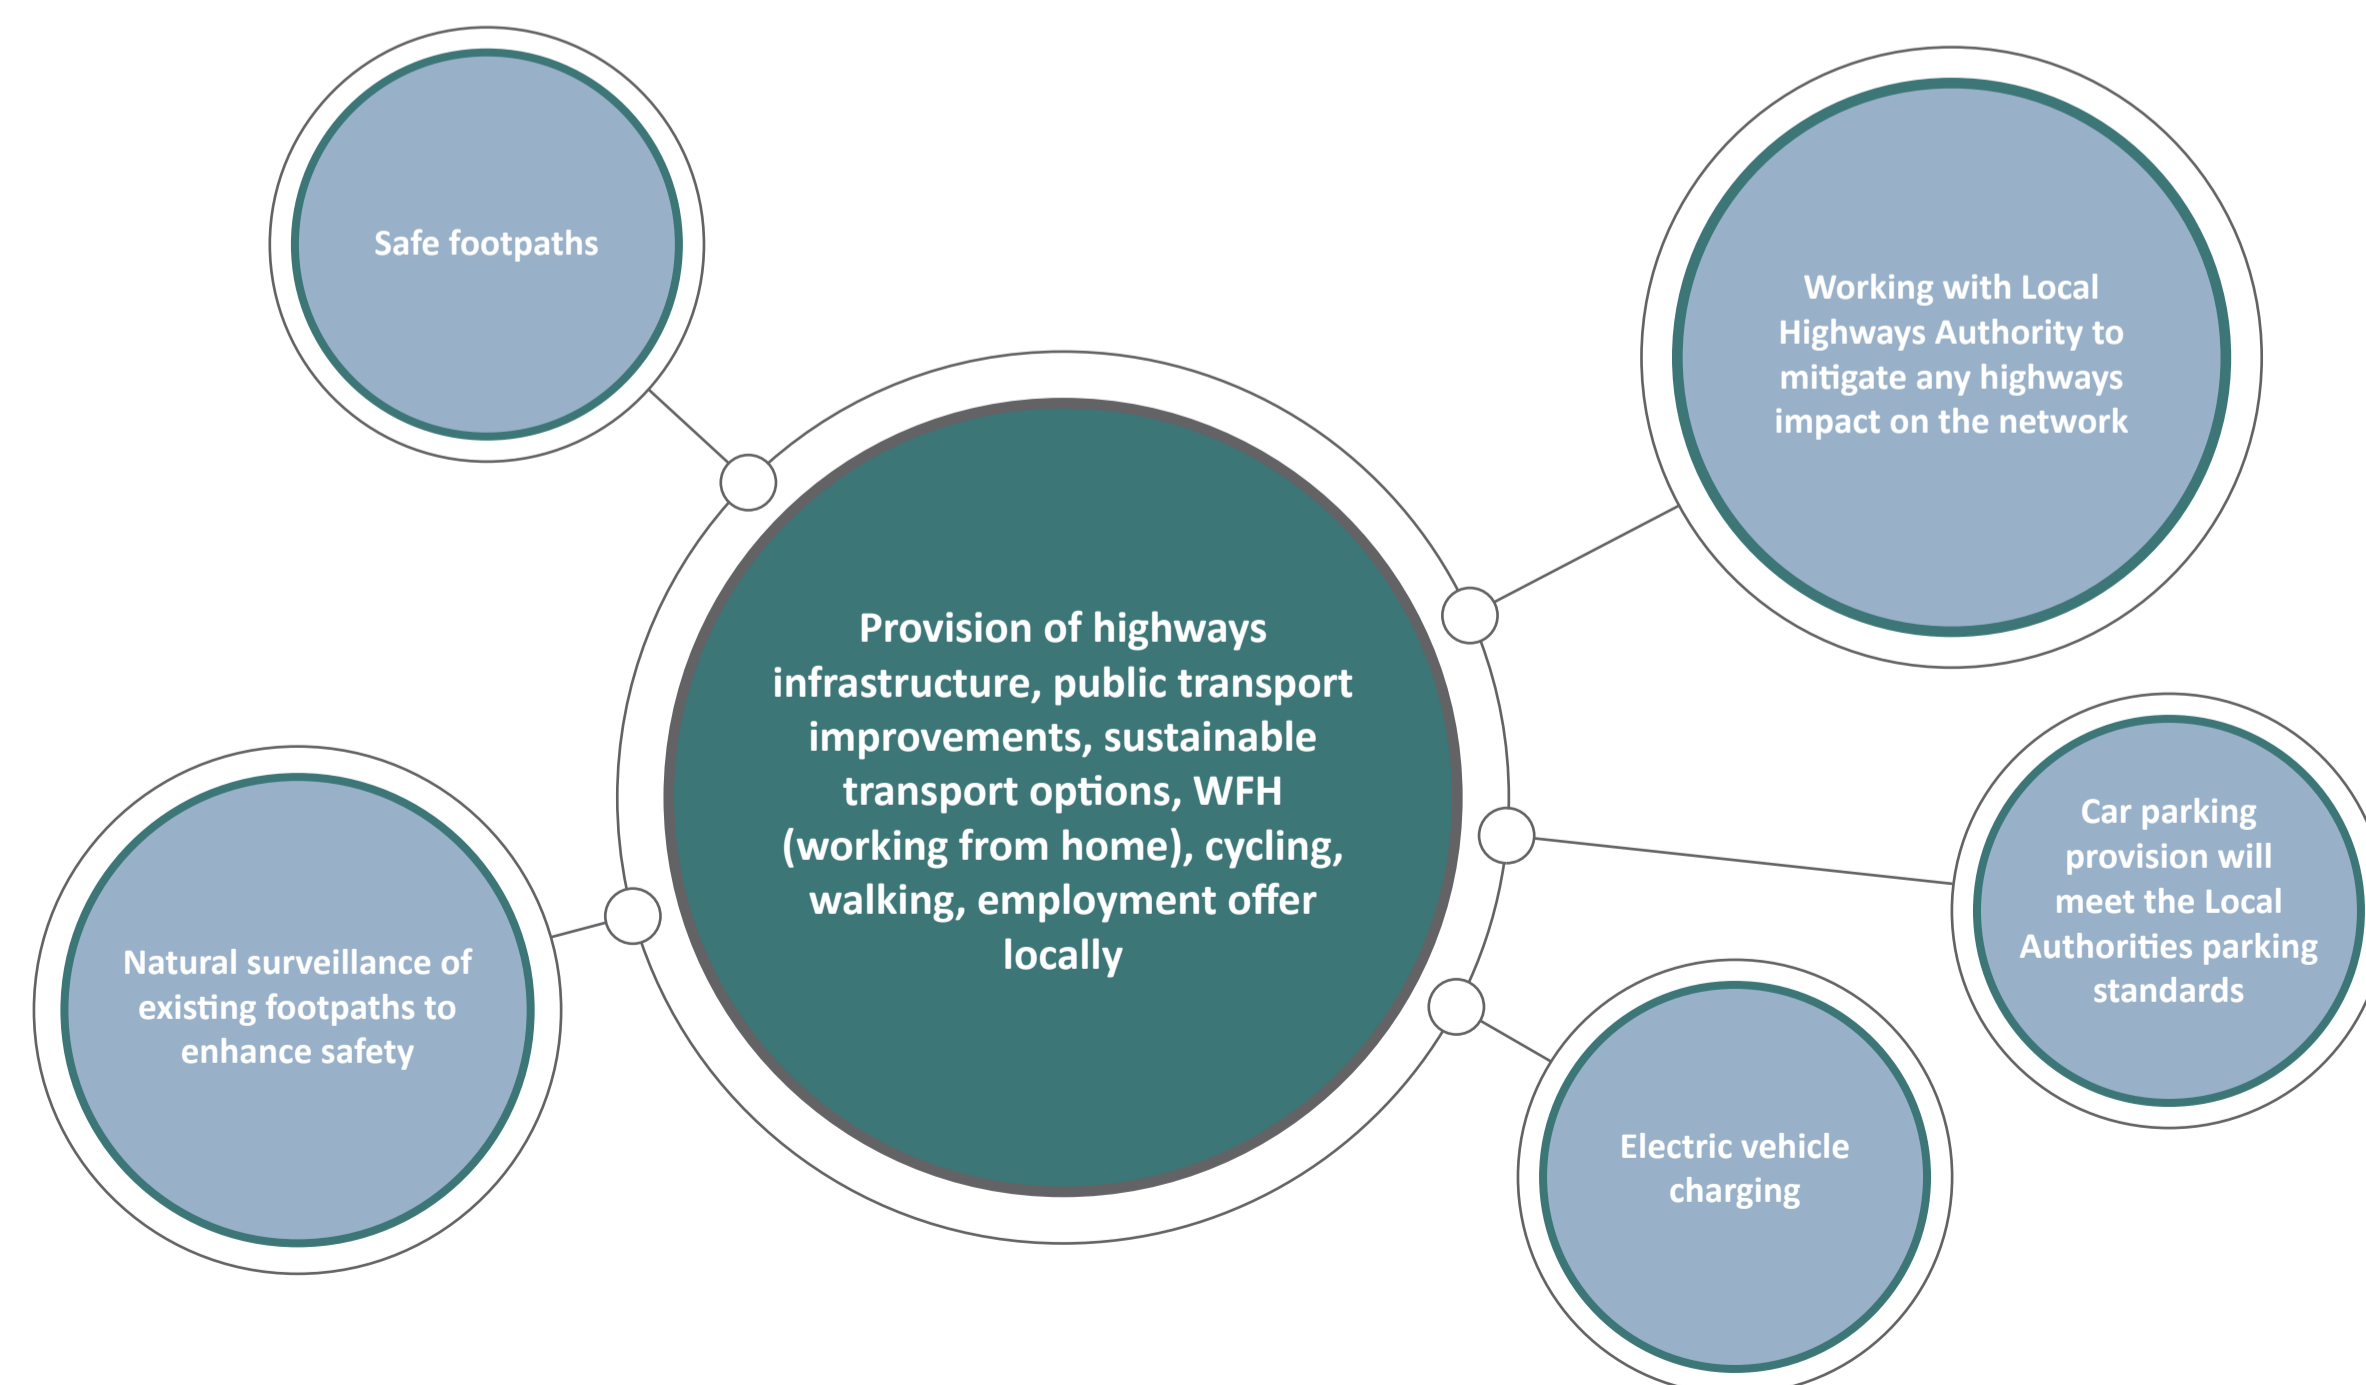 Safe footpaths
Working with Local
Highways Authority to
mitigate any highways
impact on the network
Provision of highways
infrastructure, public transport
improvements, sustainable
transport options, WFH
(working from home), cycling,
walking, employment offer
locally
Car parking
provision will
meet the Local
Authorities parking
standards
Natural surveillance of
existing footpaths to
enhance safety
Electric vehicle
charging